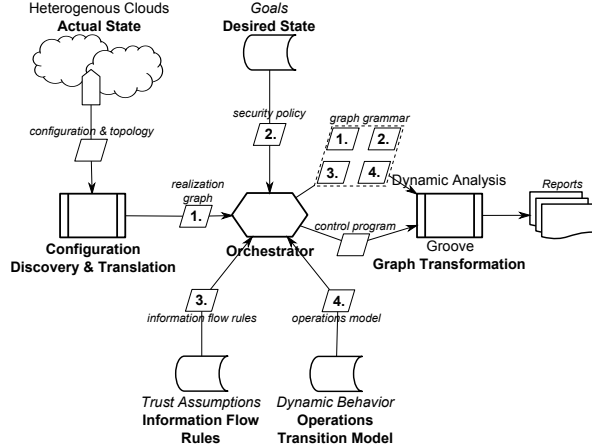 Heterogenous Clouds
Actual State
Goals
Desired State
configuration & topology
security policy
2.
graph grammar
1.
2.
3.
4.
realization
graph
1.
Dynamic Analysis
Reports
control program
Configuration
Discovery & Translation
Orchestrator
Groove
Graph Transformation
3.
information flow rules
4.
operations model
Trust Assumptions
Information Flow
Rules
Dynamic Behavior
Operations
Transition Model